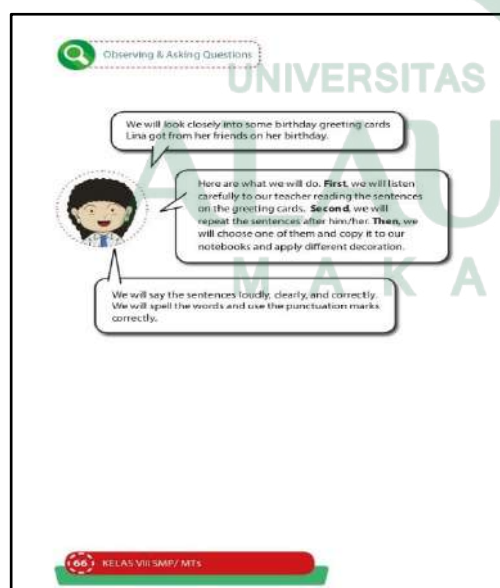 Observing & Asking Questions
UNIVERSITAS
We will look closely into some birthday greeting cards
Lina got from her friends on her birthday.
ALAU
Here are what we will do. First, we will listen
carefully to our teacher reading the sentences
on the greeting cards. Second, we will
repeat the sentences after him/her. Then, we
will choose one of them and copy it to our
notebooks and apply different decoration.
MAKA
We will say the sentences loudly, clearly, and correctly.
We will spell the words and use the punctuation marks
correctly.
66 KELAS VIII SMP/ MTs